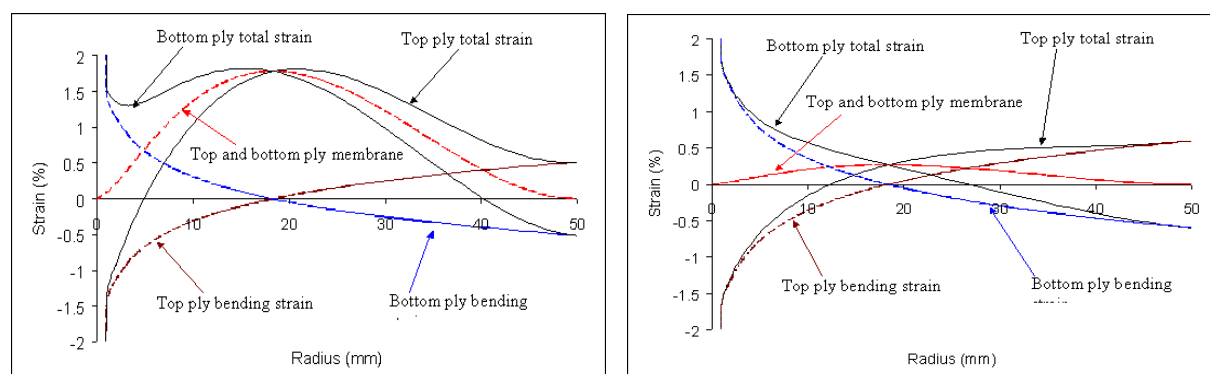 Bottom ply total strain
Top ply total strain
2
1.5
1
0.5
0
-0.5
-1
-1.5
-2
Strain (%)
0
10
20
30
40
50
Top and bottom ply membrane
Top ply bending strain
Bottom ply bending
Radius (mm)
Bottom ply total strain
Top ply total strain
2
1.5
1
0.5
0
-0.5
-1
-1.5
-2
Strain (%)
0
10
20
30
40
50
Top and bottom ply membrane
Top ply bending strain
Bottom ply bending
Radius (mm)